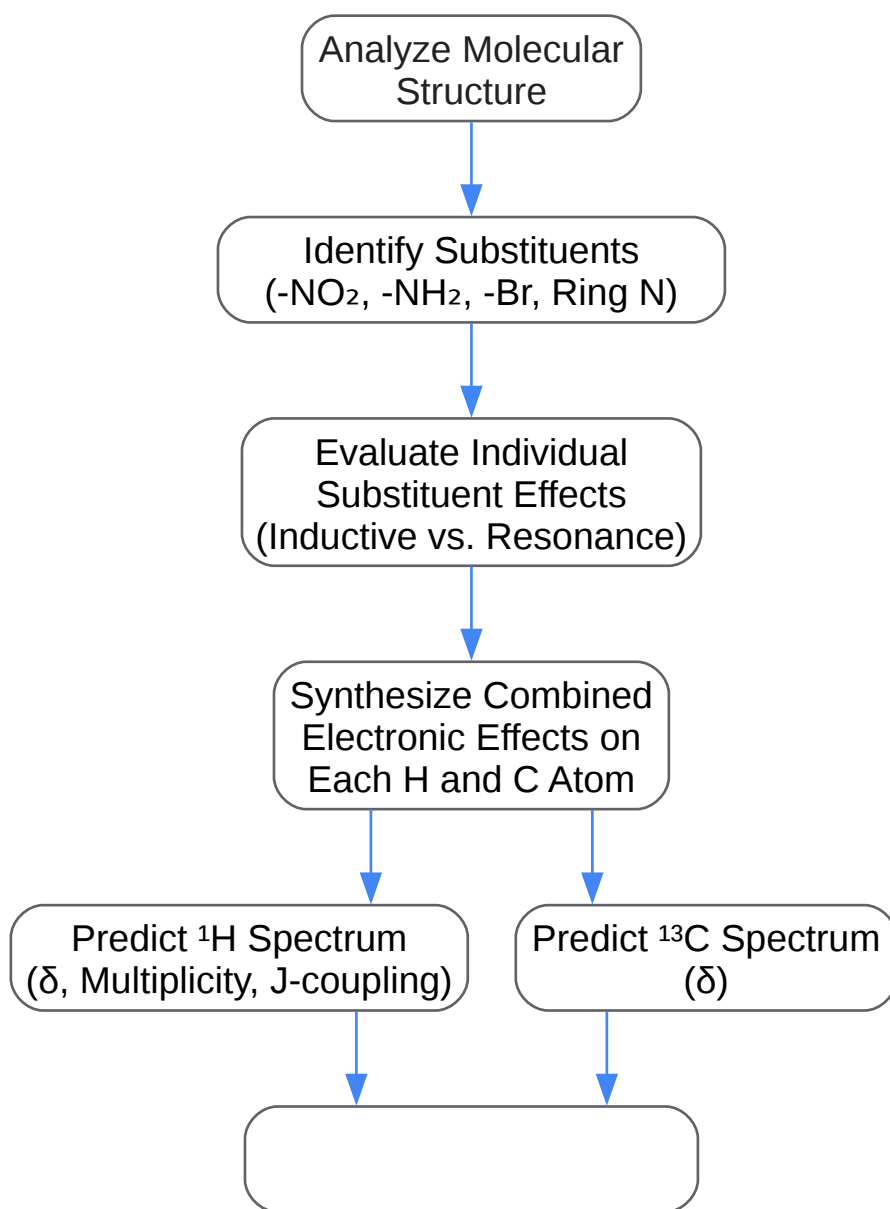 Analyze Molecular
Structure
Identify Substituents
(-NO₂, -NH₂, -Br, Ring N)
Evaluate Individual
Substituent Effects
(Inductive vs. Resonance)
Synthesize Combined
Electronic Effects on
Each H and C Atom
Predict ¹H Spectrum
(δ, Multiplicity, J-coupling)
Predict ¹³C Spectrum
(δ)